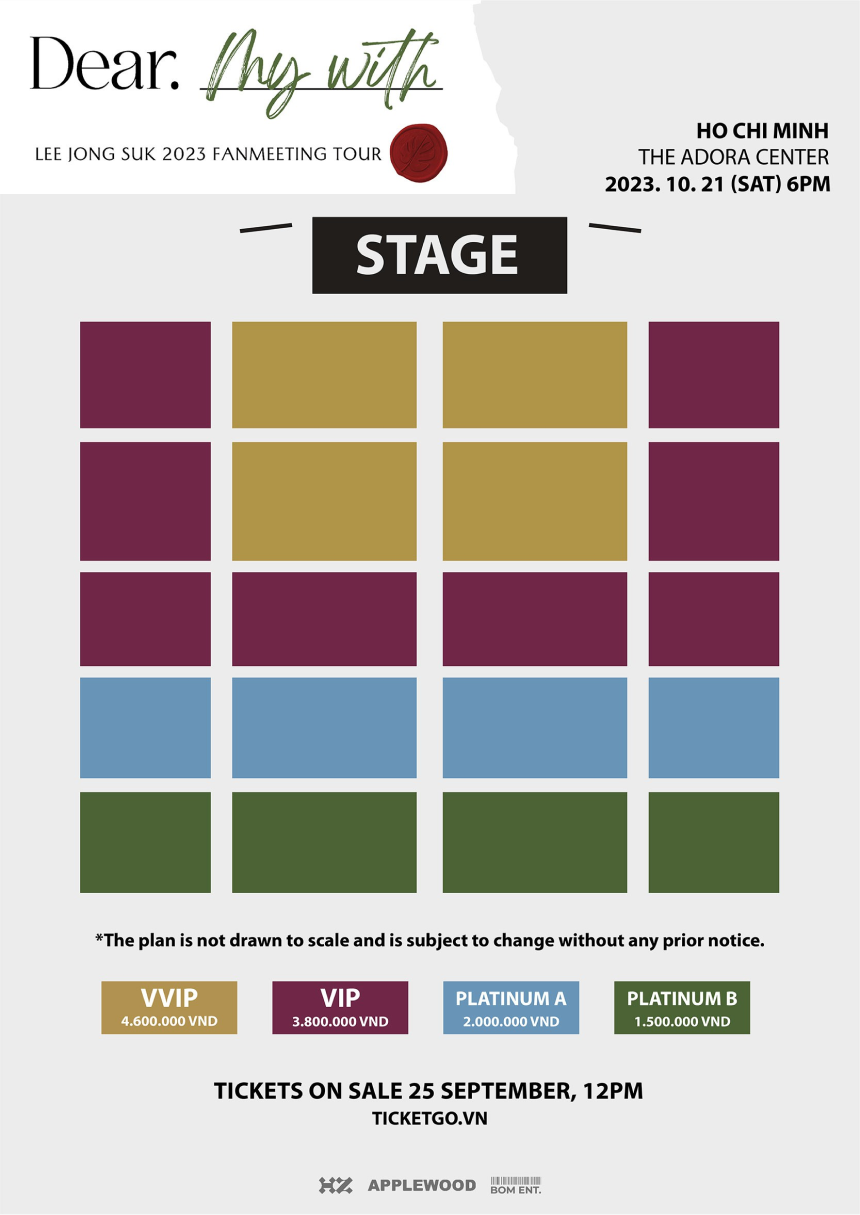 Dear. My with
LEE JONG SUK 2023 FANMEETING TOUR
HO CHI MINH
THE ADORA CENTER
2023. 10. 21 (SAT) 6PM
STAGE
*The plan is not drawn to scale and is subject to change without any prior notice.
VVIP
4.600.000 VND
VIP
3.800.000 VND
PLATINUM A
2.000.000 VND
PLATINUM B
1.500.000 VND
TICKETS ON SALE 25 SEPTEMBER, 12PM
TICKETGO.VN
HZ APPLEWOOD BOM ENT.